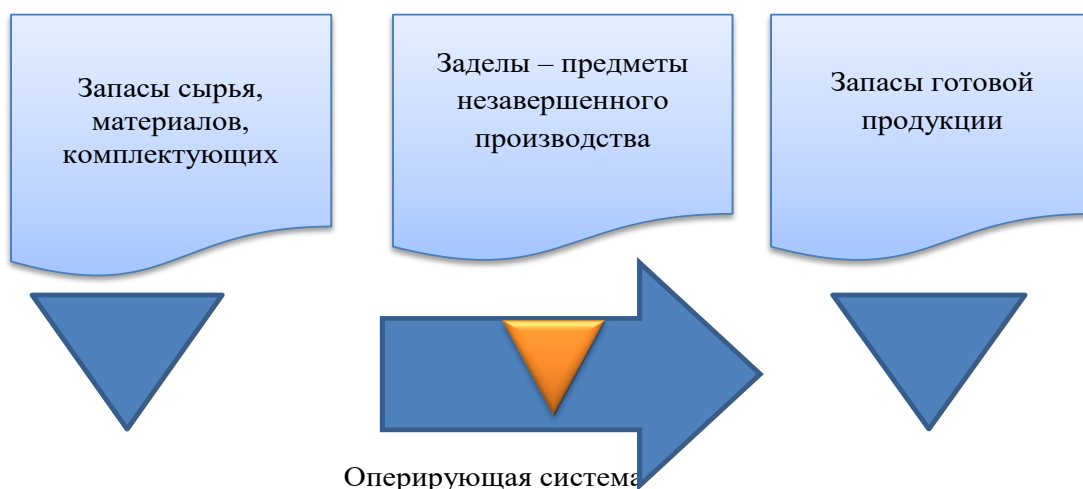 Запасы сырья,
материалов,
комплектующих
Заделы – предметы
незавершенного
производства
Запасы готовой
продукции
Оперирующая система